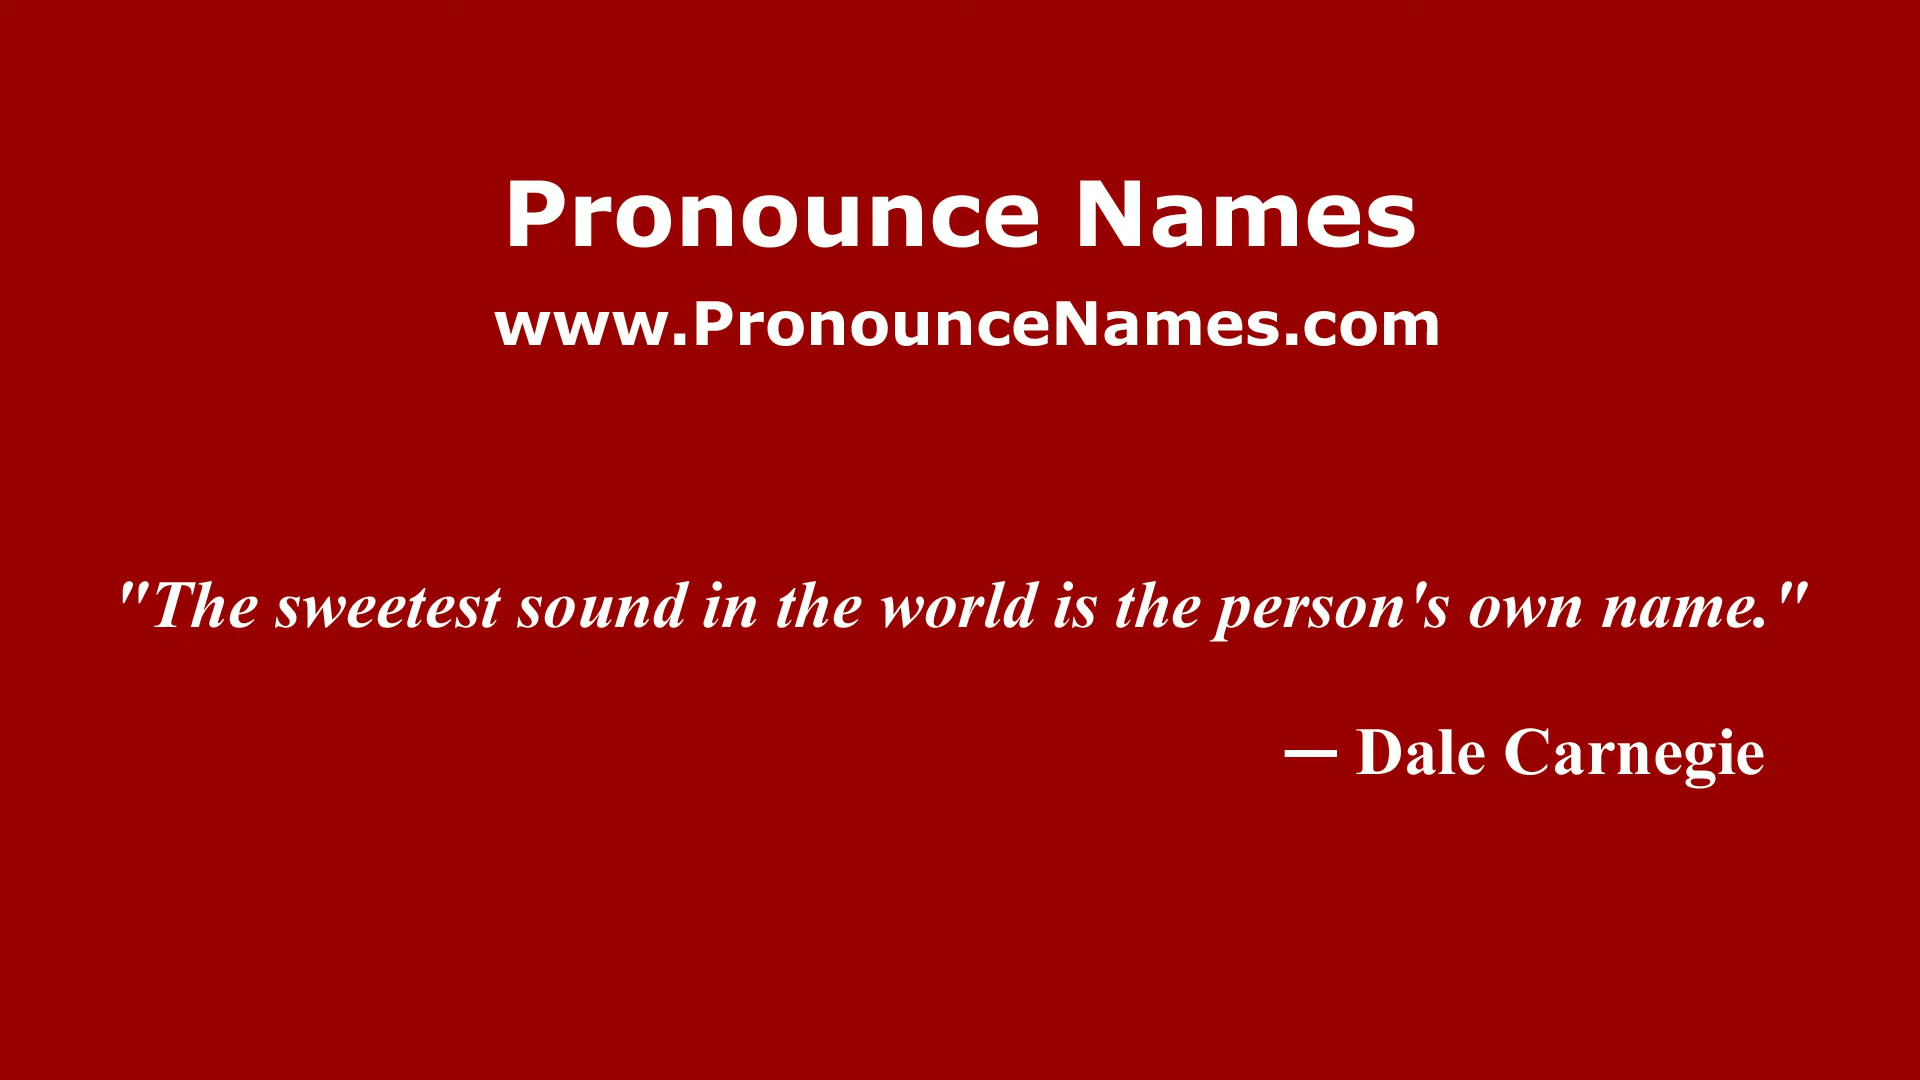 Pronounce Names
www.PronounceNames.com
"The sweetest sound in the world is the person's own name."
— Dale Carnegie